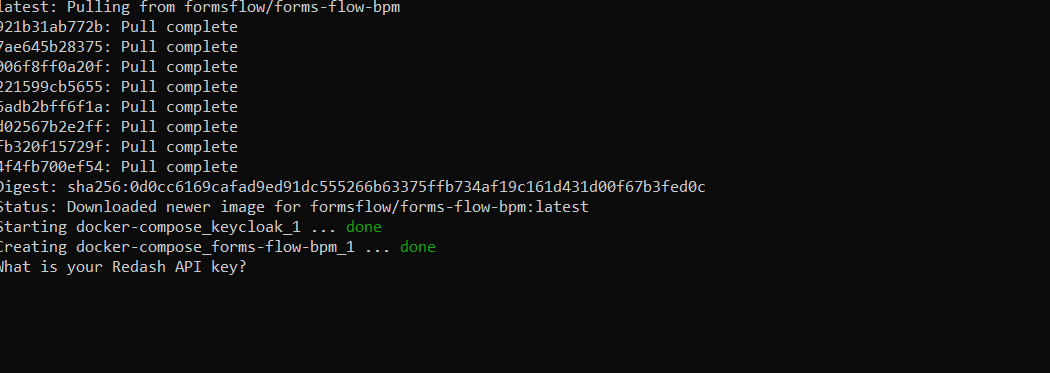 latest: Pulling from formsflow/forms-flow-bpm
921b31ab772b: Pull complete
7ae645b28375: Pull complete
006f8ff0a20f: Pull complete
221599cb5655: Pull complete
5adb2bff6f1a: Pull complete
d02567b2e2ff: Pull complete
fb320f15729f: Pull complete
4f4fb700ef54: Pull complete
Digest: sha256:0d0cc6169cafad9ed91dc555266b63375ffb734af19c161d431d00f67b3fed0c
Status: Downloaded newer image for formsflow/forms-flow-bpm:latest
Starting docker-compose_keycloak_1 ... done
Creating docker-compose_forms-flow-bpm_1 ... done
What is your Redash API key?